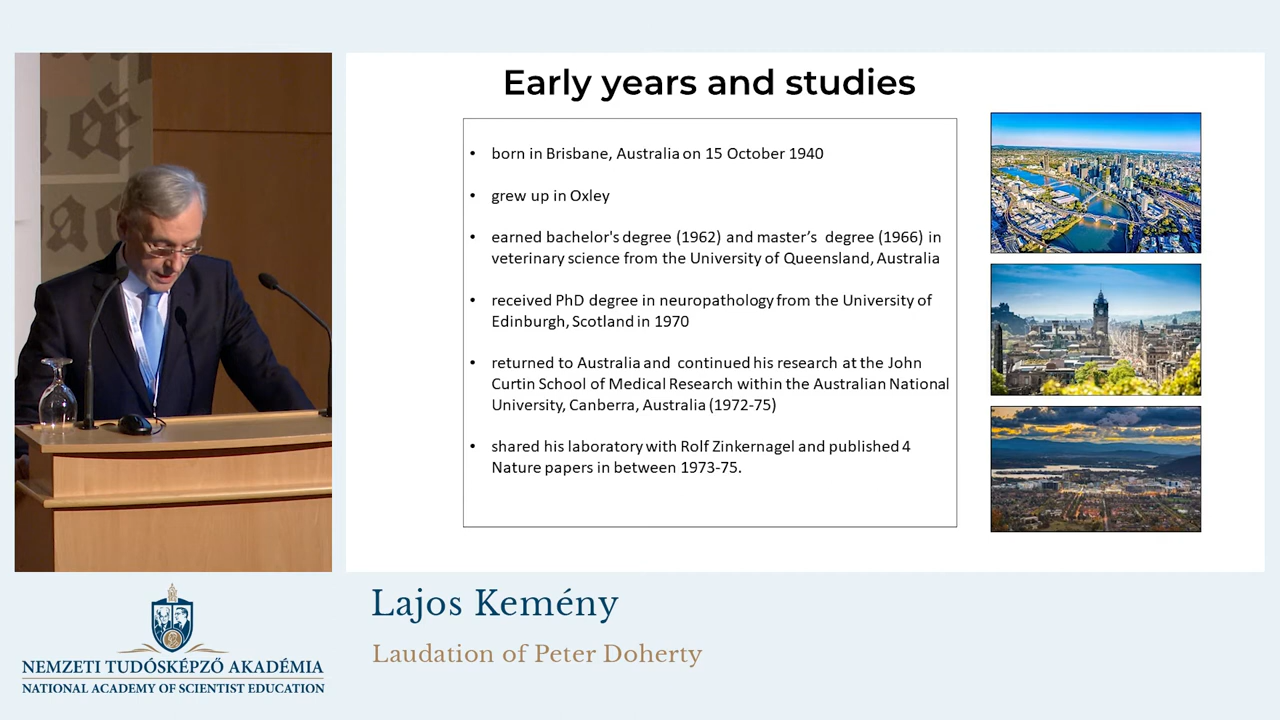 Early years and studies
• born in Brisbane, Australia on 15 October 1940
• grew up in Oxley
• earned bachelor's degree (1962) and master’s degree (1966) in
veterinary science from the University of Queensland, Australia
• received PhD degree in neuropathology from the University of
Edinburgh, Scotland in 1970
• returned to Australia and continued his research at the John
Curtin School of Medical Research within the Australian National
University, Canberra, Australia (1972-75)
• shared his laboratory with Rolf Zinkernagel and published 4
Nature papers in between 1973-75.
Lajos Kemény
Laudation of Peter Doherty
NEMZETI TUDÓSKÉPZŐ AKADÉMIA
NATIONAL ACADEMY OF SCIENTIST EDUCATION